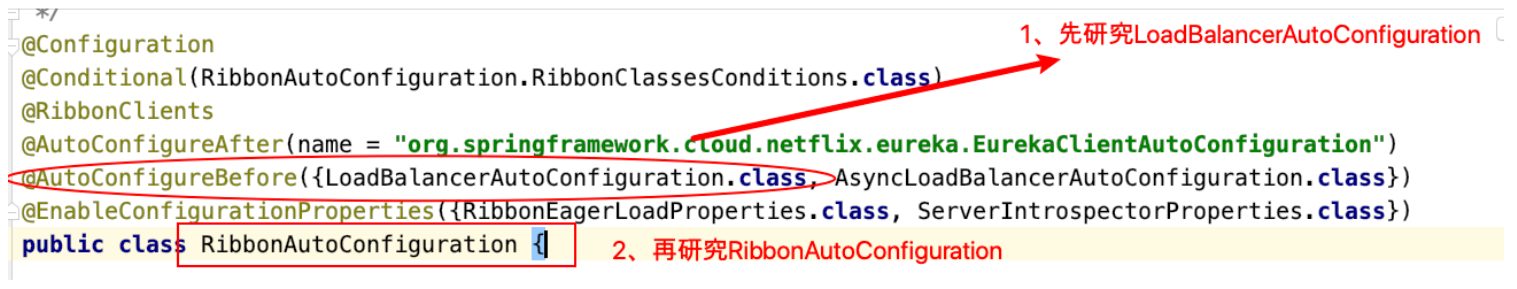 */
1、先研究LoadBalancerAutoConfiguration
@Configuration
@Conditional(RibbonAutoConfiguration.RibbonClassesConditions.class)
@RibbonClients
@AutoConfigureAfter(name = "org.springframework.cloud.netflix.eureka.EurekaClientAutoConfiguration")
@AutoConfigureBefore({LoadBalancerAutoConfiguration.class, AsyncLoadBalancerAutoConfiguration.class})
@EnableConfigurationProperties({RibbonEagerLoadProperties.class, ServerIntrospectorProperties.class})
public class RibbonAutoConfiguration {
2、再研究RibbonAutoConfiguration